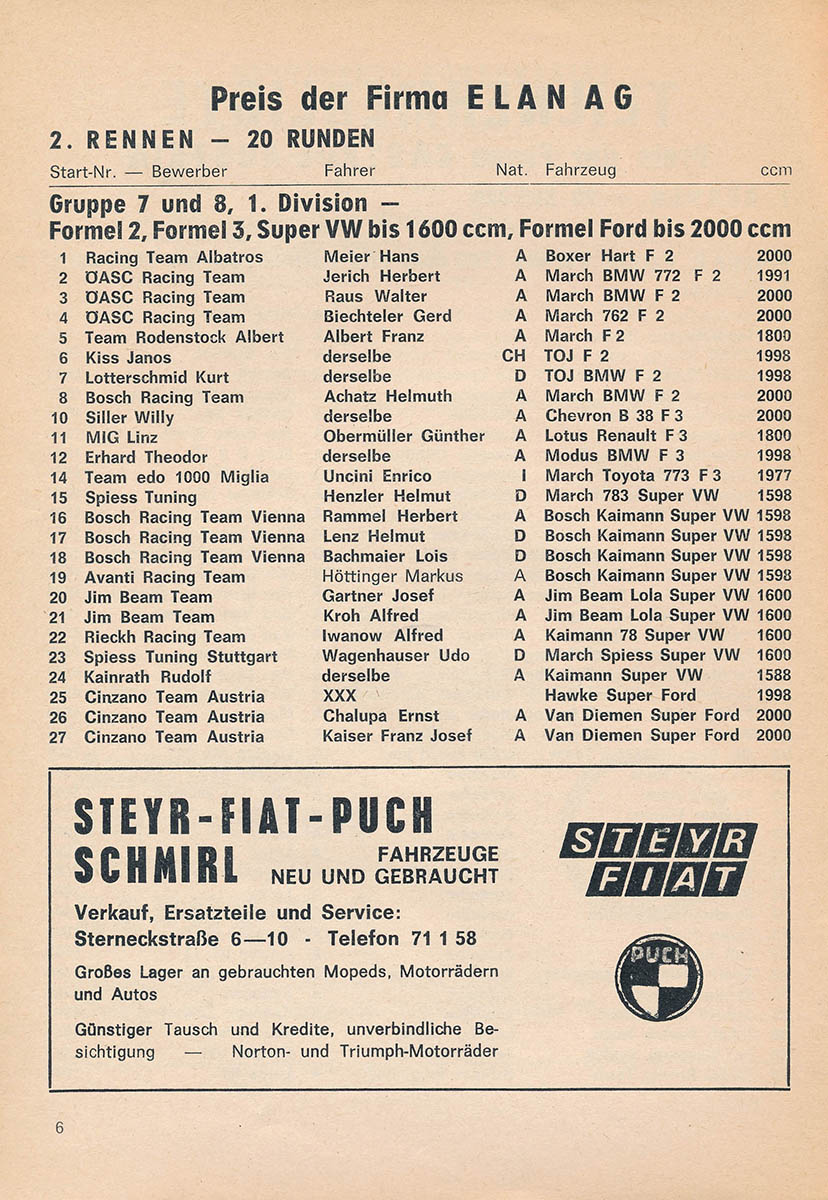 Preis der Firma ELAN AG
2. RENNEN — 20 RUNDEN
Start-Nr. — Bewerber Fahrer Nat. Fahrzeug ccm
Gruppe 7 und 8, 1. Division —
Formel 2, Formel 3, Super VW bis 1600 ccm, Formel Ford bis 2000 ccm
1 Racing Team Albatros Meier Hans A Boxer Hart F 2 2000
2 ÖASC Racing Team Jerich Herbert A March BMW 772 F 2 1991
3 ÖASC Racing Team Raus Walter A March BMW F 2 2000
4 ÖASC Racing Team Biechteler Gerd A March 762 F 2 2000
5 Team Rodenstock Albert Albert Franz A March F 2 1800
6 Kiss Janos derselbe CH TOJ F 2 1998
7 Lotterschmid Kurt derselbe D TOJ BMW F 2 1998
8 Bosch Racing Team Achatz Helmuth A March BMW F 2 2000
10 Siller Willy derselbe A Chevron B 38 F 3 2000
11 MIG Linz Obermüller Günther A Lotus Renault F 3 1800
12 Erhard Theodor derselbe A Modus BMW F 3 1998
14 Team edo 1000 Miglia Uncini Enrico I March Toyota 773 F 3 1977
15 Spiess Tuning Henzler Helmut D March 783 Super VW 1598
16 Bosch Racing Team Vienna Rammel Herbert A Bosch Kaimann Super VW 1598
17 Bosch Racing Team Vienna Lenz Helmut D Bosch Kaimann Super VW 1598
18 Bosch Racing Team Vienna Bachmaier Lois D Bosch Kaimann Super VW 1598
19 Avanti Racing Team Höttinger Markus A Bosch Kaimann Super VW 1598
20 Jim Beam Team Gartner Josef A Jim Beam Lola Super VW 1600
21 Jim Beam Team Kroh Alfred A Jim Beam Lola Super VW 1600
22 Rieckh Racing Team Iwanow Alfred A Kaimann 78 Super VW 1600
23 Spiess Tuning Stuttgart Wagenhauser Udo D March Spiess Super VW 1600
24 Kainrath Rudolf derselbe A Kaimann Super VW 1588
25 Cinzano Team Austria XXX Hawke Super Ford 1998
26 Cinzano Team Austria Chalupa Ernst A Van Diemen Super Ford 2000
27 Cinzano Team Austria Kaiser Franz Josef A Van Diemen Super Ford 2000
STEYR-FIAT-PUCH
SCHMIRL FAHRZEUGE
NEU UND GEBRAUCHT
Verkauf, Ersatzteile und Service:
Sterneckstraße 6—10 - Telefon 71 1 58
Großes Lager an gebrauchten Mopeds, Motorrädern
und Autos
Günstiger Tausch und Kredite, unverbindliche Be-
sichtigung — Norton- und Triumph-Motorräder
STEYR
FIAT
PUCH
6